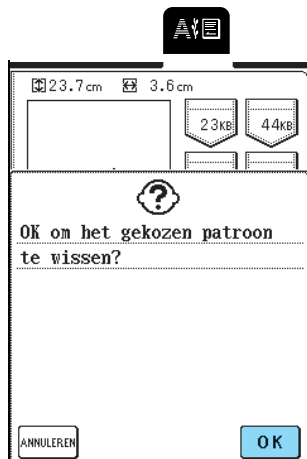 A
23.7cm 3.6cm
23KB 44KB
OK om het gekozen patroon
te wissen?
ANNULEREN OK